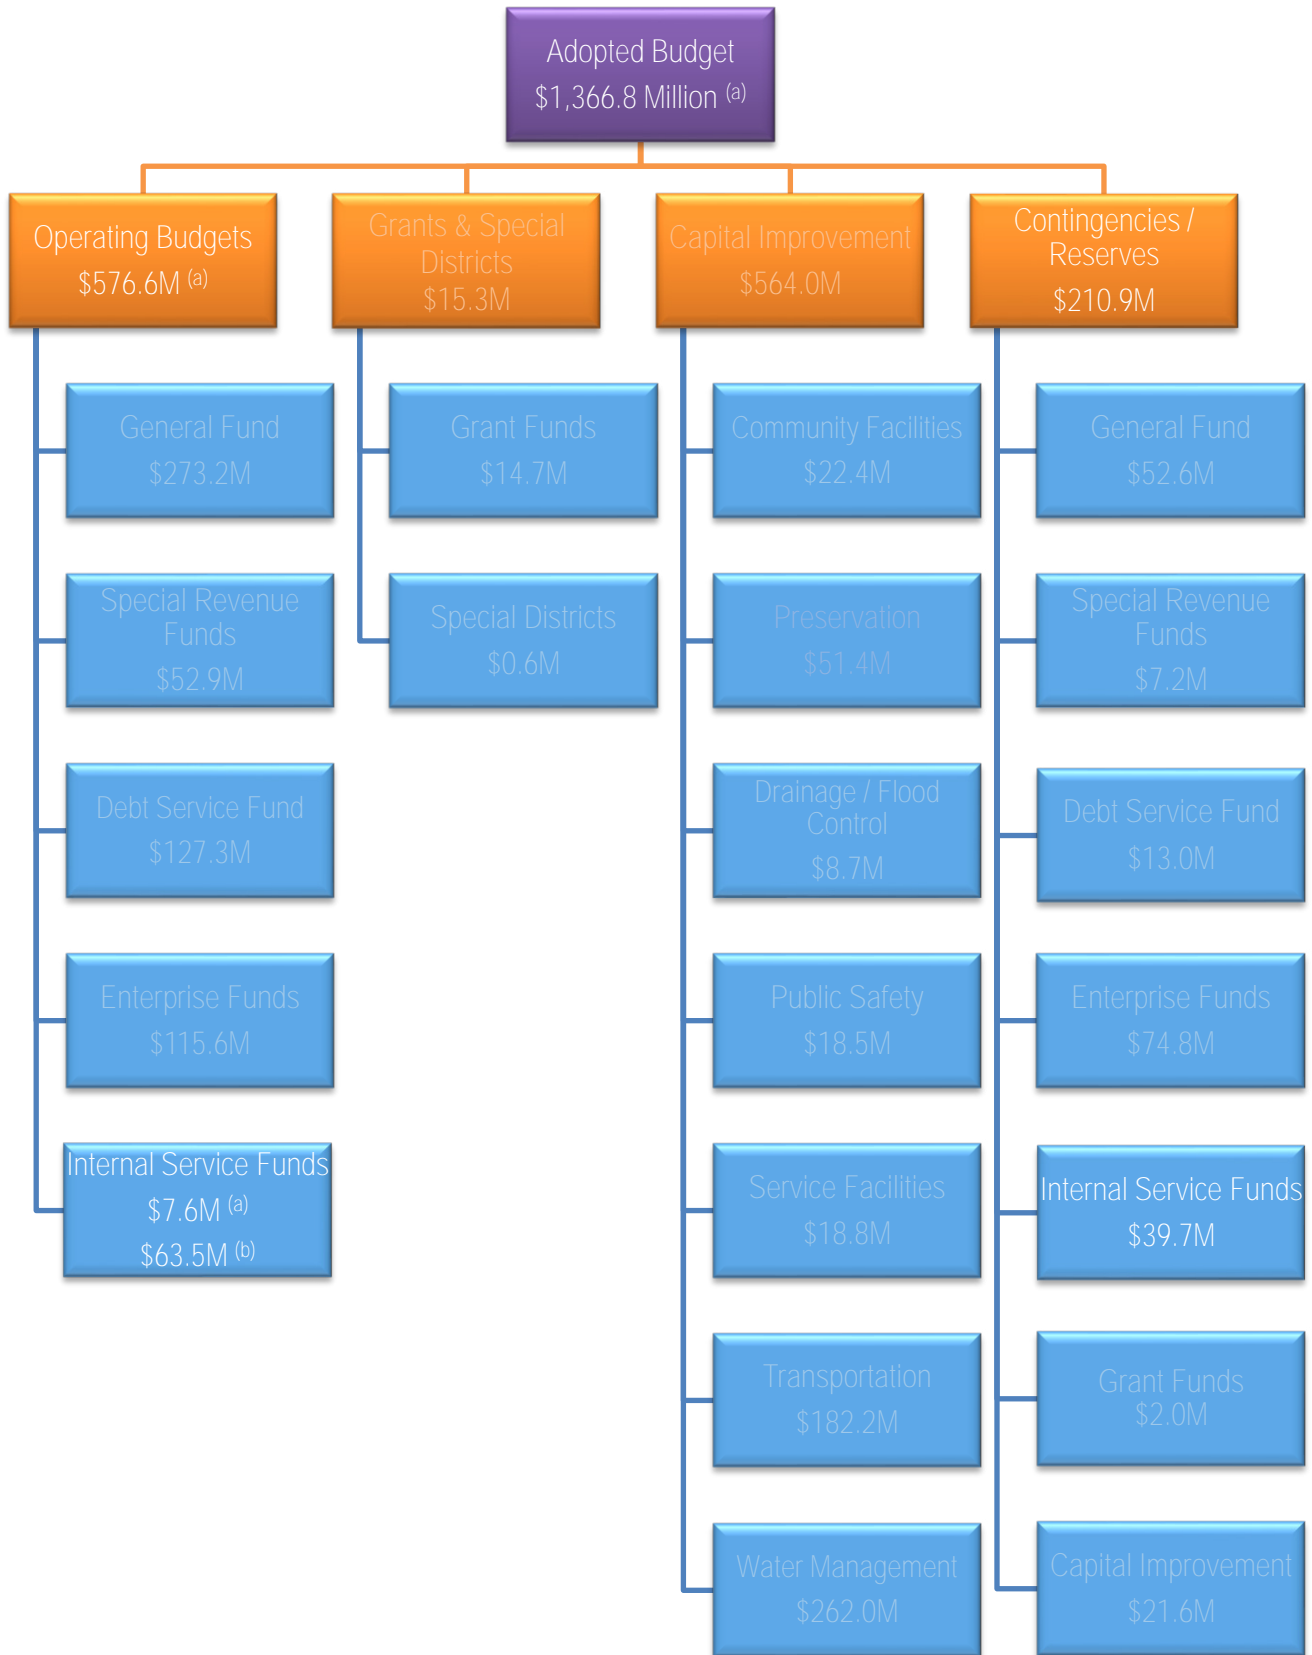 Adopted Budget
$1,366.8 Million (a)
Operating Budgets
$576.6M (a)
Grants & Special
Districts
$15.3M
Capital Improvement
$564.0M
Contingencies /
Reserves
$210.9M
General Fund
$273.2M
Special Revenue
Funds
$52.9M
Debt Service Fund
$127.3M
Enterprise Funds
$115.6M
Internal Service Funds
$7.6M (a)
$63.5M (b)
Grant Funds
$14.7M
Special Districts
$0.6M
Community Facilities
$22.4M
Preservation
$51.4M
Drainage / Flood
Control
$8.7M
Public Safety
$18.5M
Service Facilities
$18.8M
Transportation
$182.2M
Water Management
$262.0M
General Fund
$52.6M
Special Revenue
Funds
$7.2M
Debt Service Fund
$13.0M
Enterprise Funds
$74.8M
Internal Service Funds
$39.7M
Grant Funds
$2.0M
Capital Improvement
$21.6M